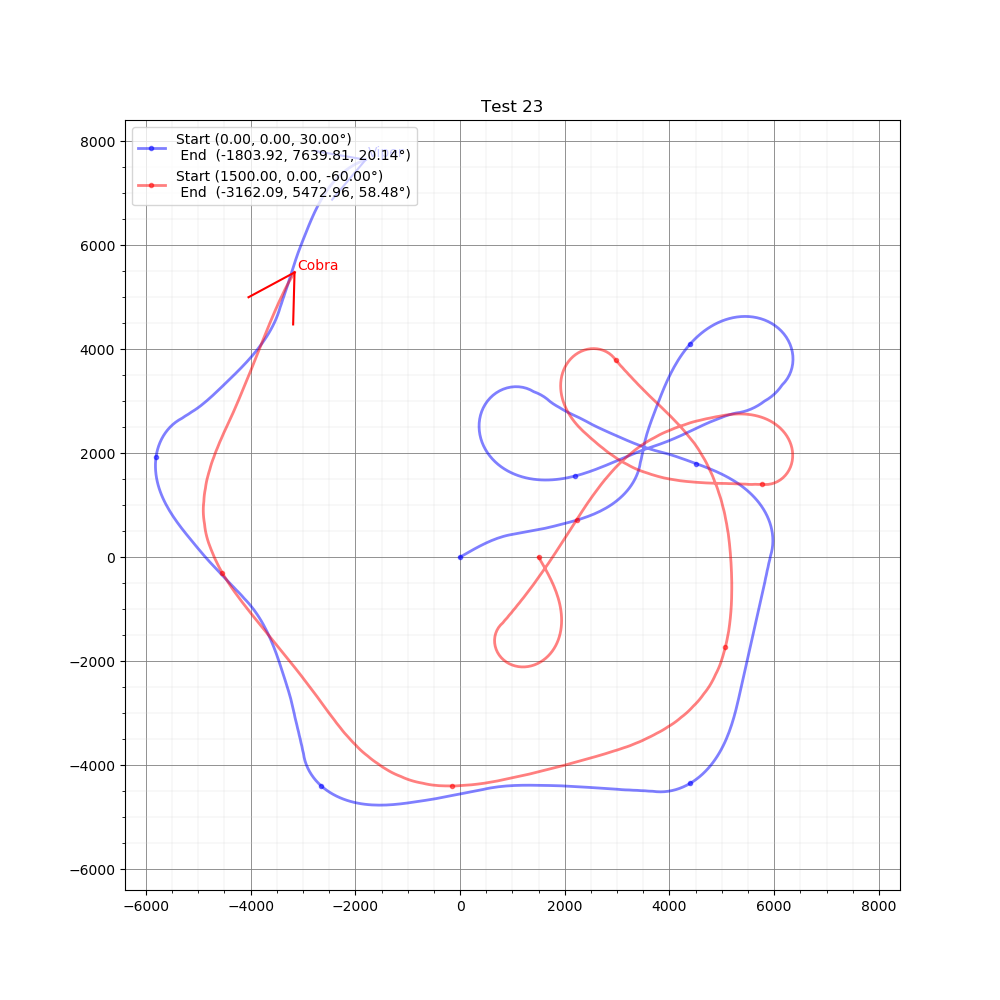 Test 23
Start (0.00, 0.00, 30.00°)
End (-1803.92, 7639.81, 20.14°)
Start (1500.00, 0.00, -60.00°)
End (-3162.09, 5472.96, 58.48°)
Cobra
8000
6000
4000
2000
0
−2000
−4000
−6000
−6000 −4000 −2000 0 2000 4000 6000 8000